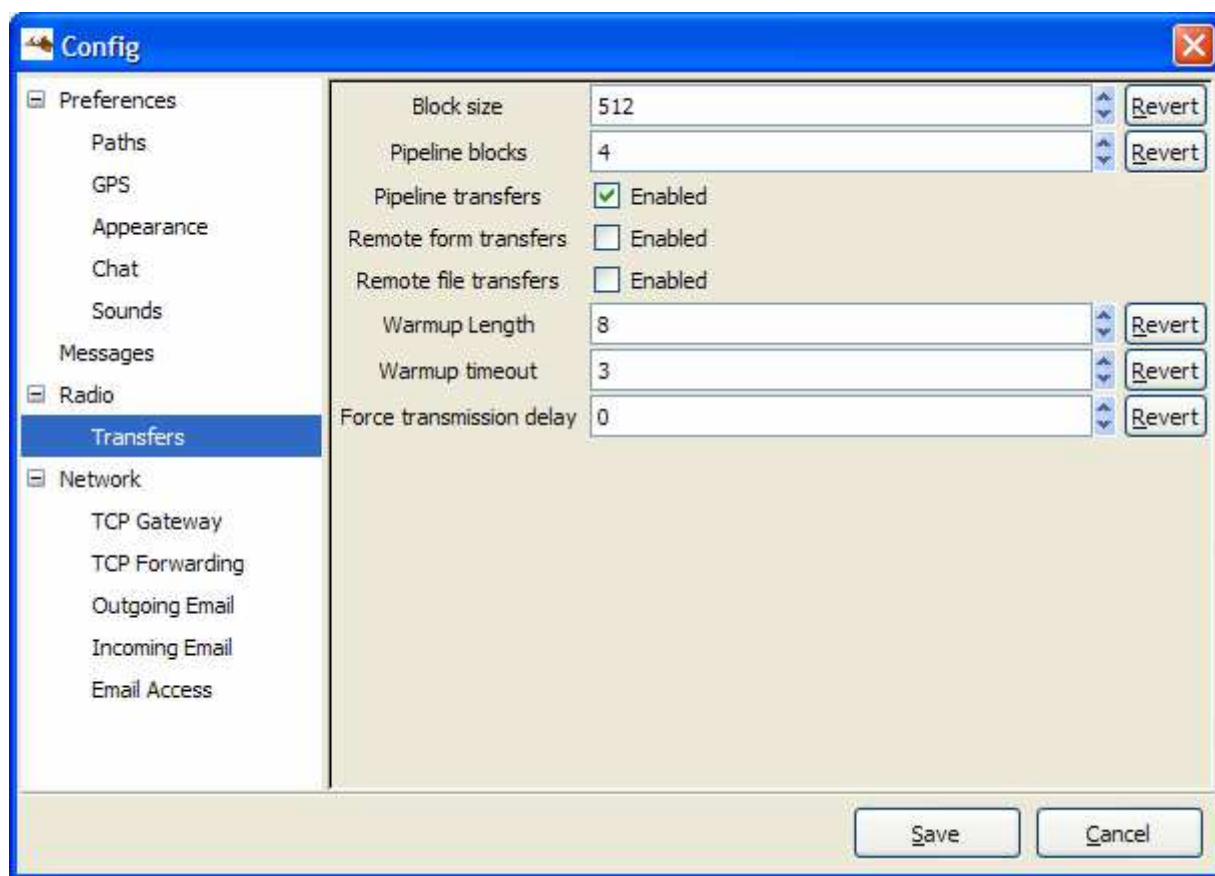 Config
Preferences
Paths
GPS
Appearance
Chat
Sounds
Messages
Radio
Transfers
Network
TCP Gateway
TCP Forwarding
Outgoing Email
Incoming Email
Email Access
Block size 512 Revert
Pipeline blocks 4 Revert
Pipeline transfers Enabled
Remote form transfers Enabled
Remote file transfers Enabled
Warmup Length 8 Revert
Warmup timeout 3 Revert
Force transmission delay 0 Revert
Save Cancel